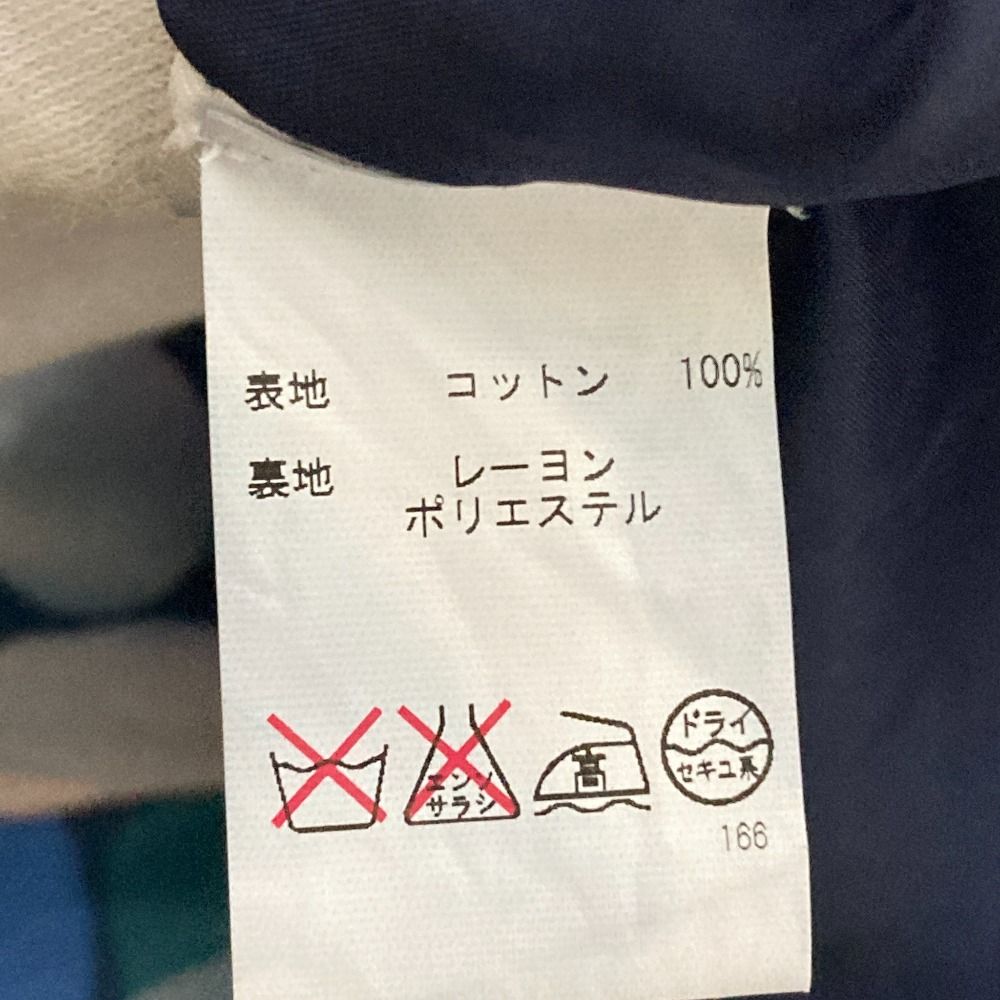 表地 コットン 100%
裏地 レーヨン
ポリエステル
エンソ
サラシ
高
ドライ
セキユ系
166